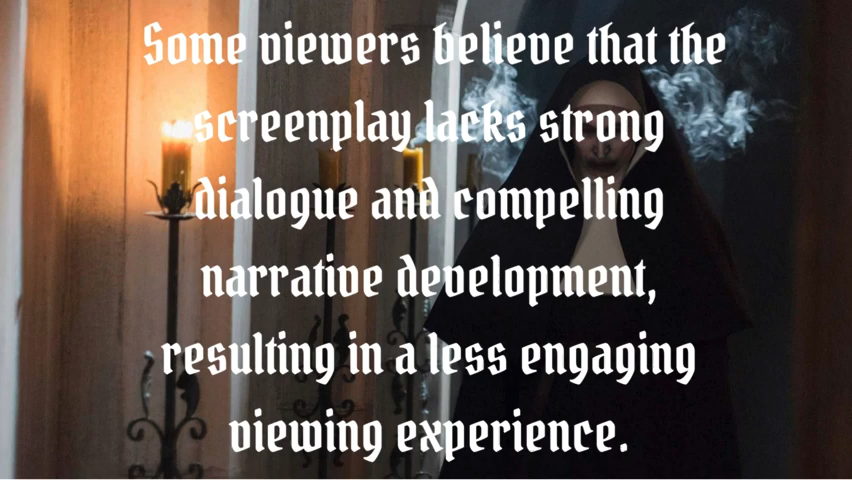 Some viewers believe that the
screenplay lacks strong
dialogue and compelling
narrative development,
resulting in a less engaging
viewing experience.